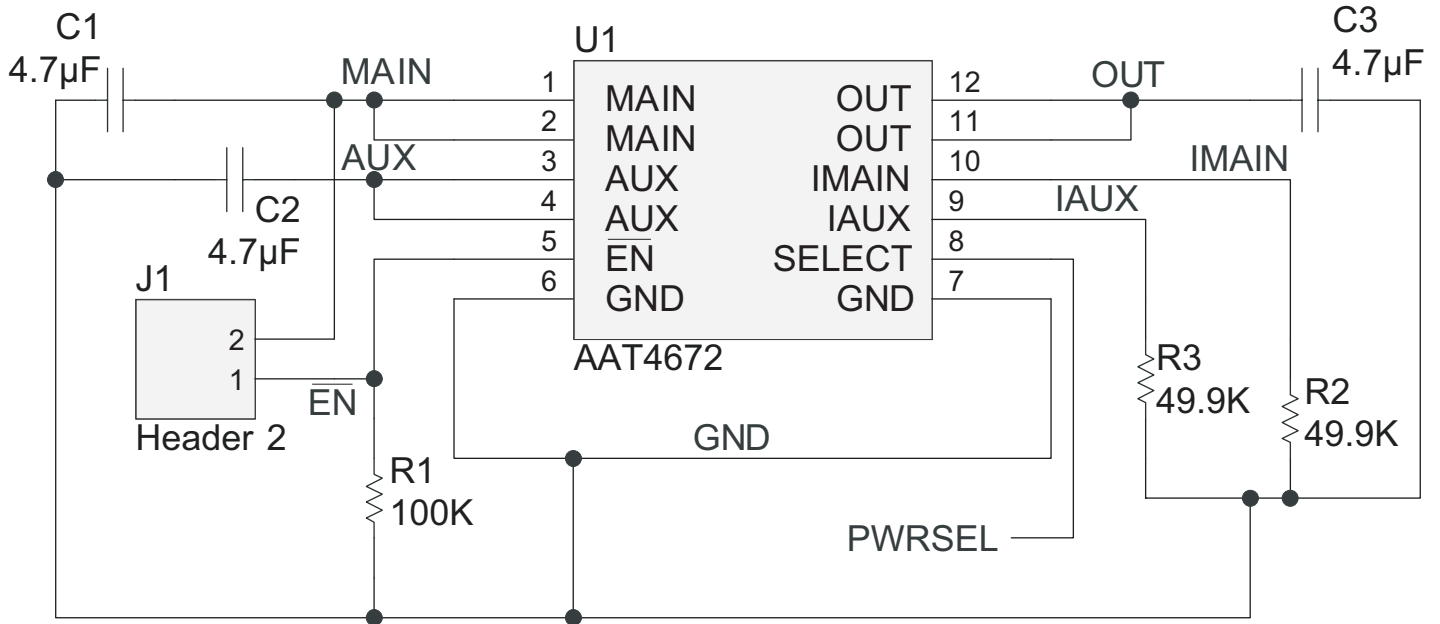 C1
4.7µF
MAIN
U1
C3
4.7µF
OUT
1 MAIN OUT 12
2 MAIN OUT 11
AUX
3 AUX IMAIN 10
IMAIN
4 AUX IAUX 9
IAUX
C2
4.7µF
5 EN SELECT 8
6 GND GND 7
AAT4672
J1
2
1
EN
Header 2
R3
49.9K
R2
49.9K
GND
R1
100K
PWRSEL